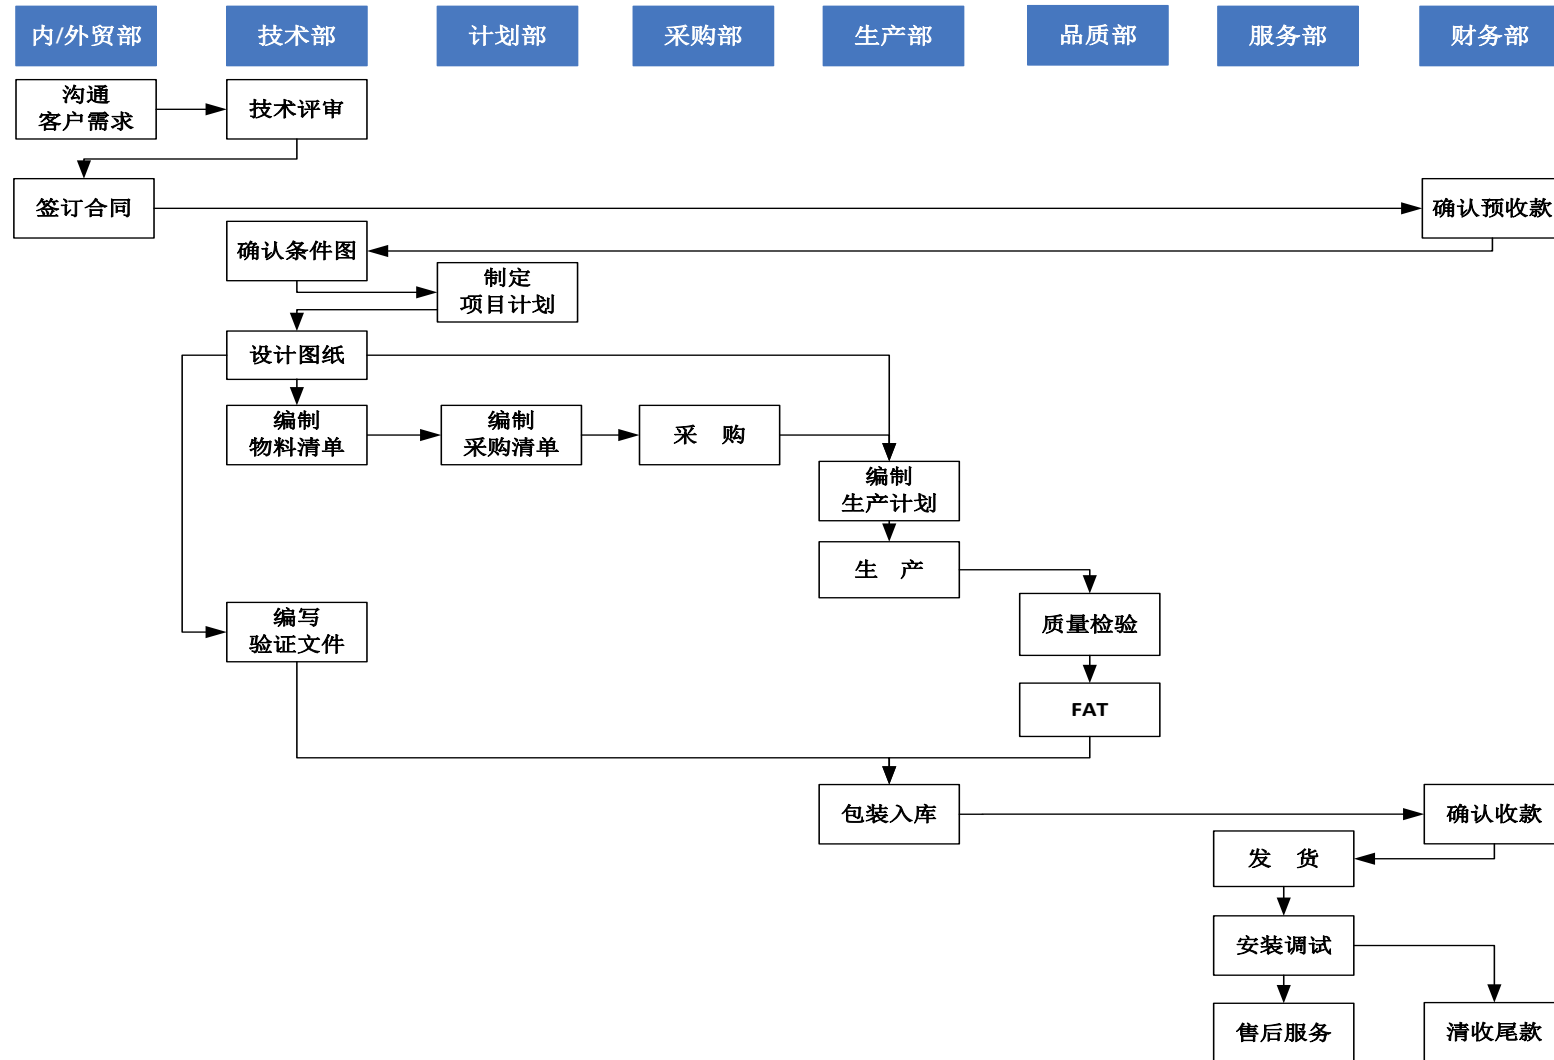 内/外贸部
技术部
计划部
采购部
生产部
品质部
服务部
财务部
沟通
客户需求
技术评审
签订合同
确认预收款
确认条件图
制定
项目计划
设计图纸
编制
物料清单
编制
采购清单
采 购
编制
生产计划
生 产
编写
验证文件
质量检验
FAT
包装入库
确认收款
发 货
安装调试
售后服务
清收尾款